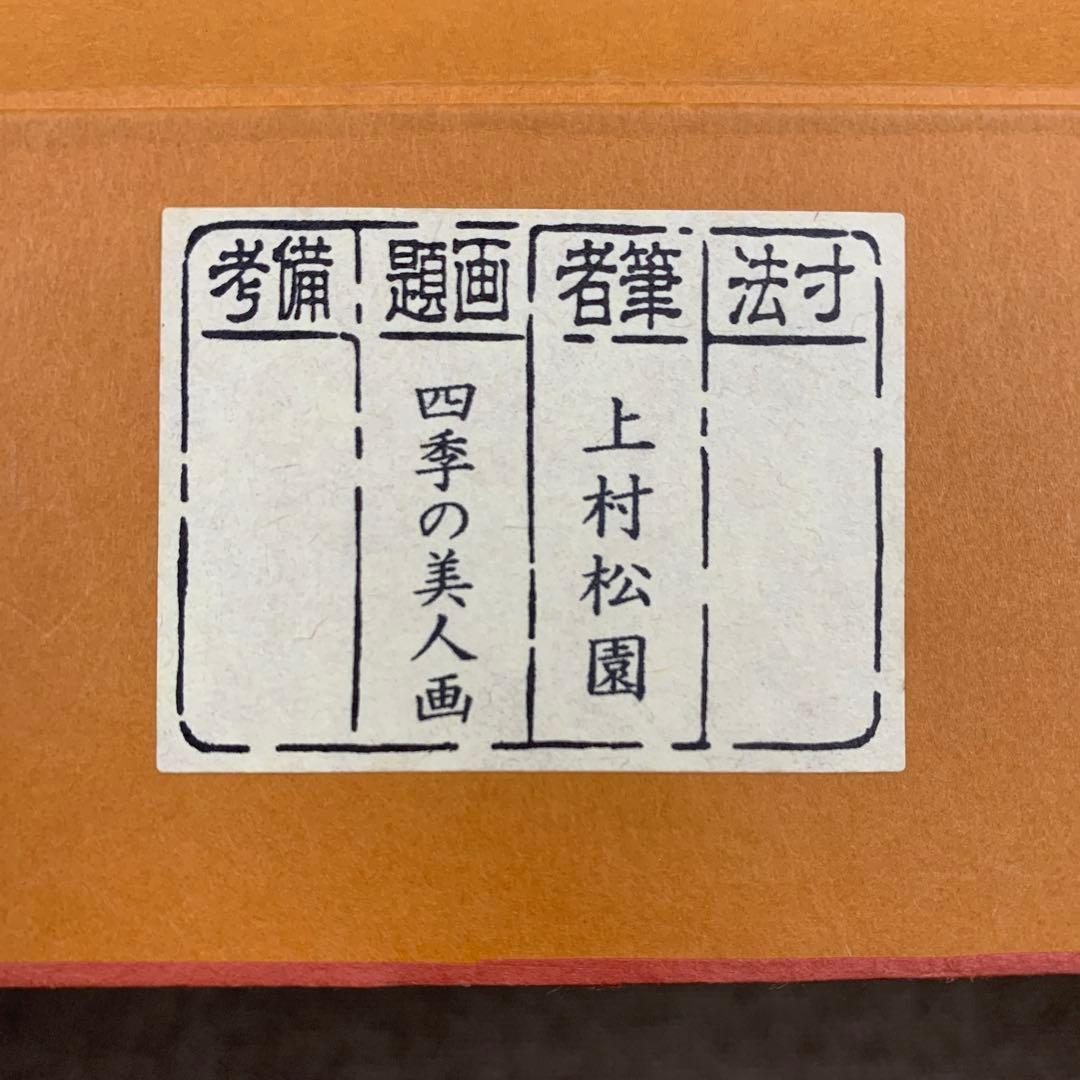 寸法
筆者
上村松園
画題
四季の美人画
備考